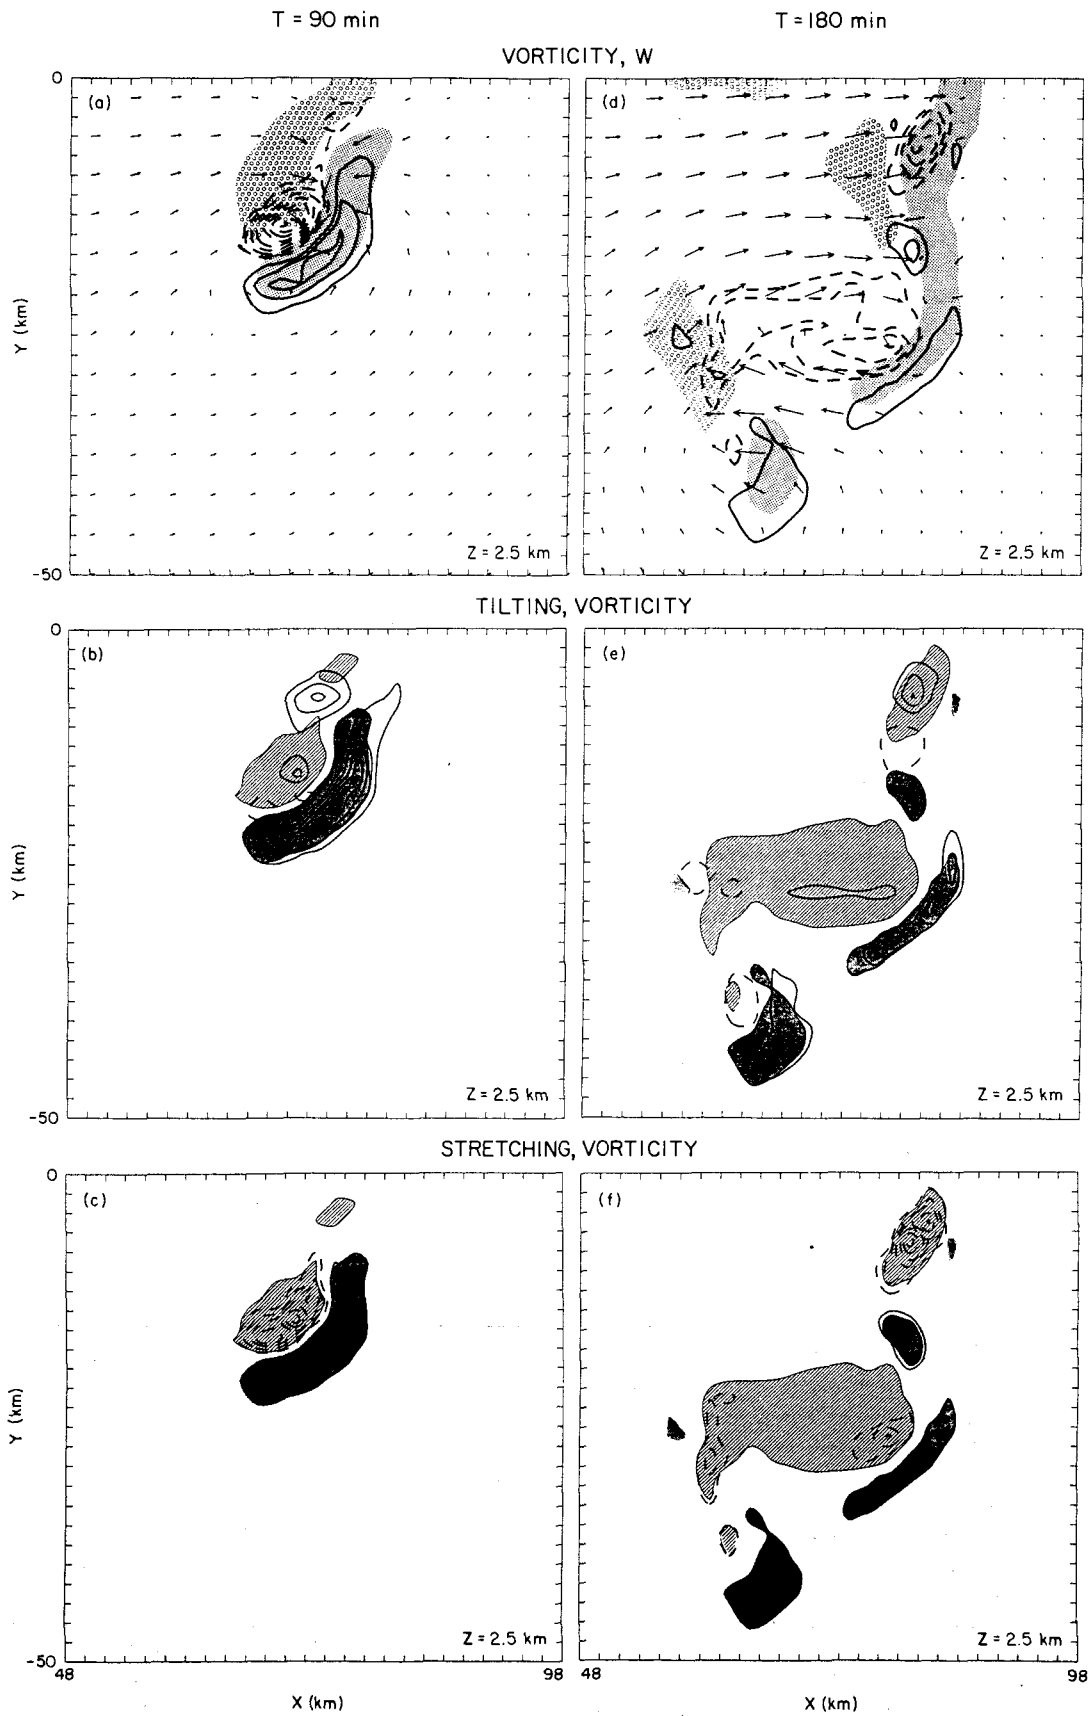 T = 90 min
T = 180 min
VORTICITY, W
0
(a)
(d)
Y (km)
Z = 2.5 km
Z = 2.5 km
-50
TILTING, VORTICITY
0
(b)
(e)
Y (km)
Z = 2.5 km
Z = 2.5 km
-50
STRETCHING, VORTICITY
0
(c)
(f)
Y (km)
Z = 2.5 km
Z = 2.5 km
-50
48
98
48
98
X (km)
X (km)